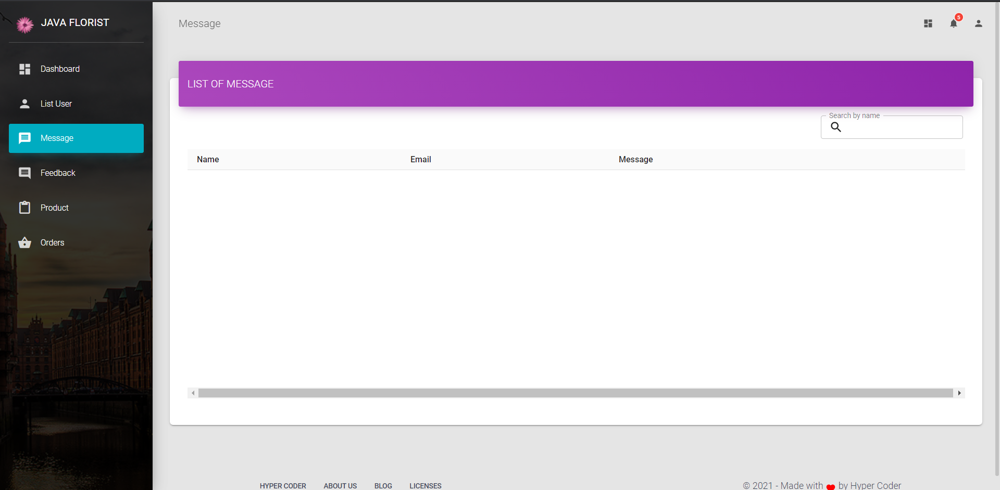 JAVA FLORIST
Dashboard
List User
Message
Feedback
Product
Orders
Message
5
LIST OF MESSAGE
Search by name
Name Email Message
HYPER CODER ABOUT US BLOG LICENSES
© 2021 - Made with by Hyper Coder